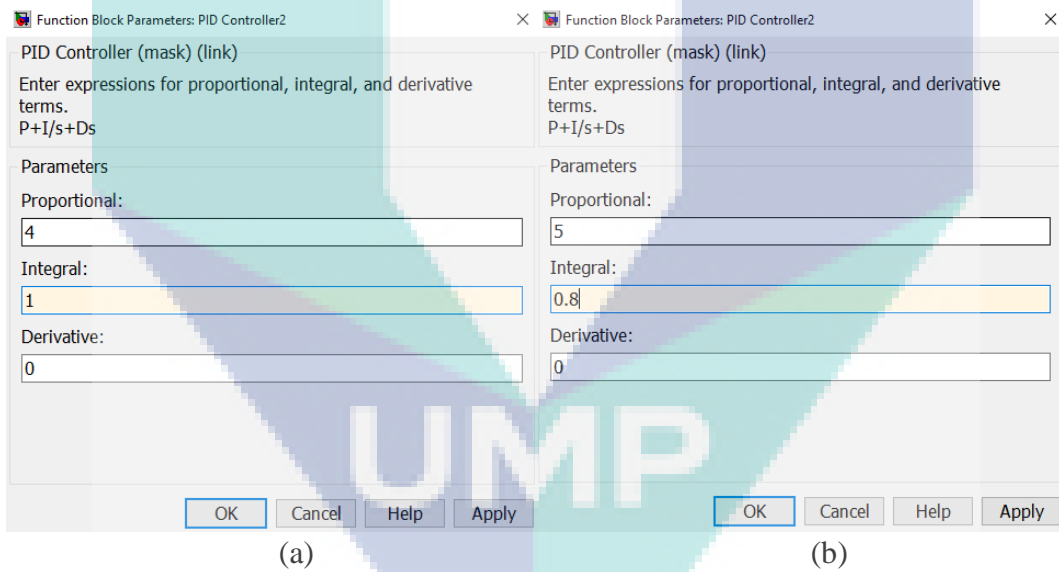 Function Block Parameters: PID Controller2
PID Controller (mask) (link)
Enter expressions for proportional, integral, and derivative
terms.
P+I/s+Ds
Parameters
Proportional:
4
Integral:
1
Derivative:
0
OK Cancel Help Apply
(a)
Function Block Parameters: PID Controller2
PID Controller (mask) (link)
Enter expressions for proportional, integral, and derivative
terms.
P+I/s+Ds
Parameters
Proportional:
5
Integral:
0.8
Derivative:
0
OK Cancel Help Apply
(b)
UMP